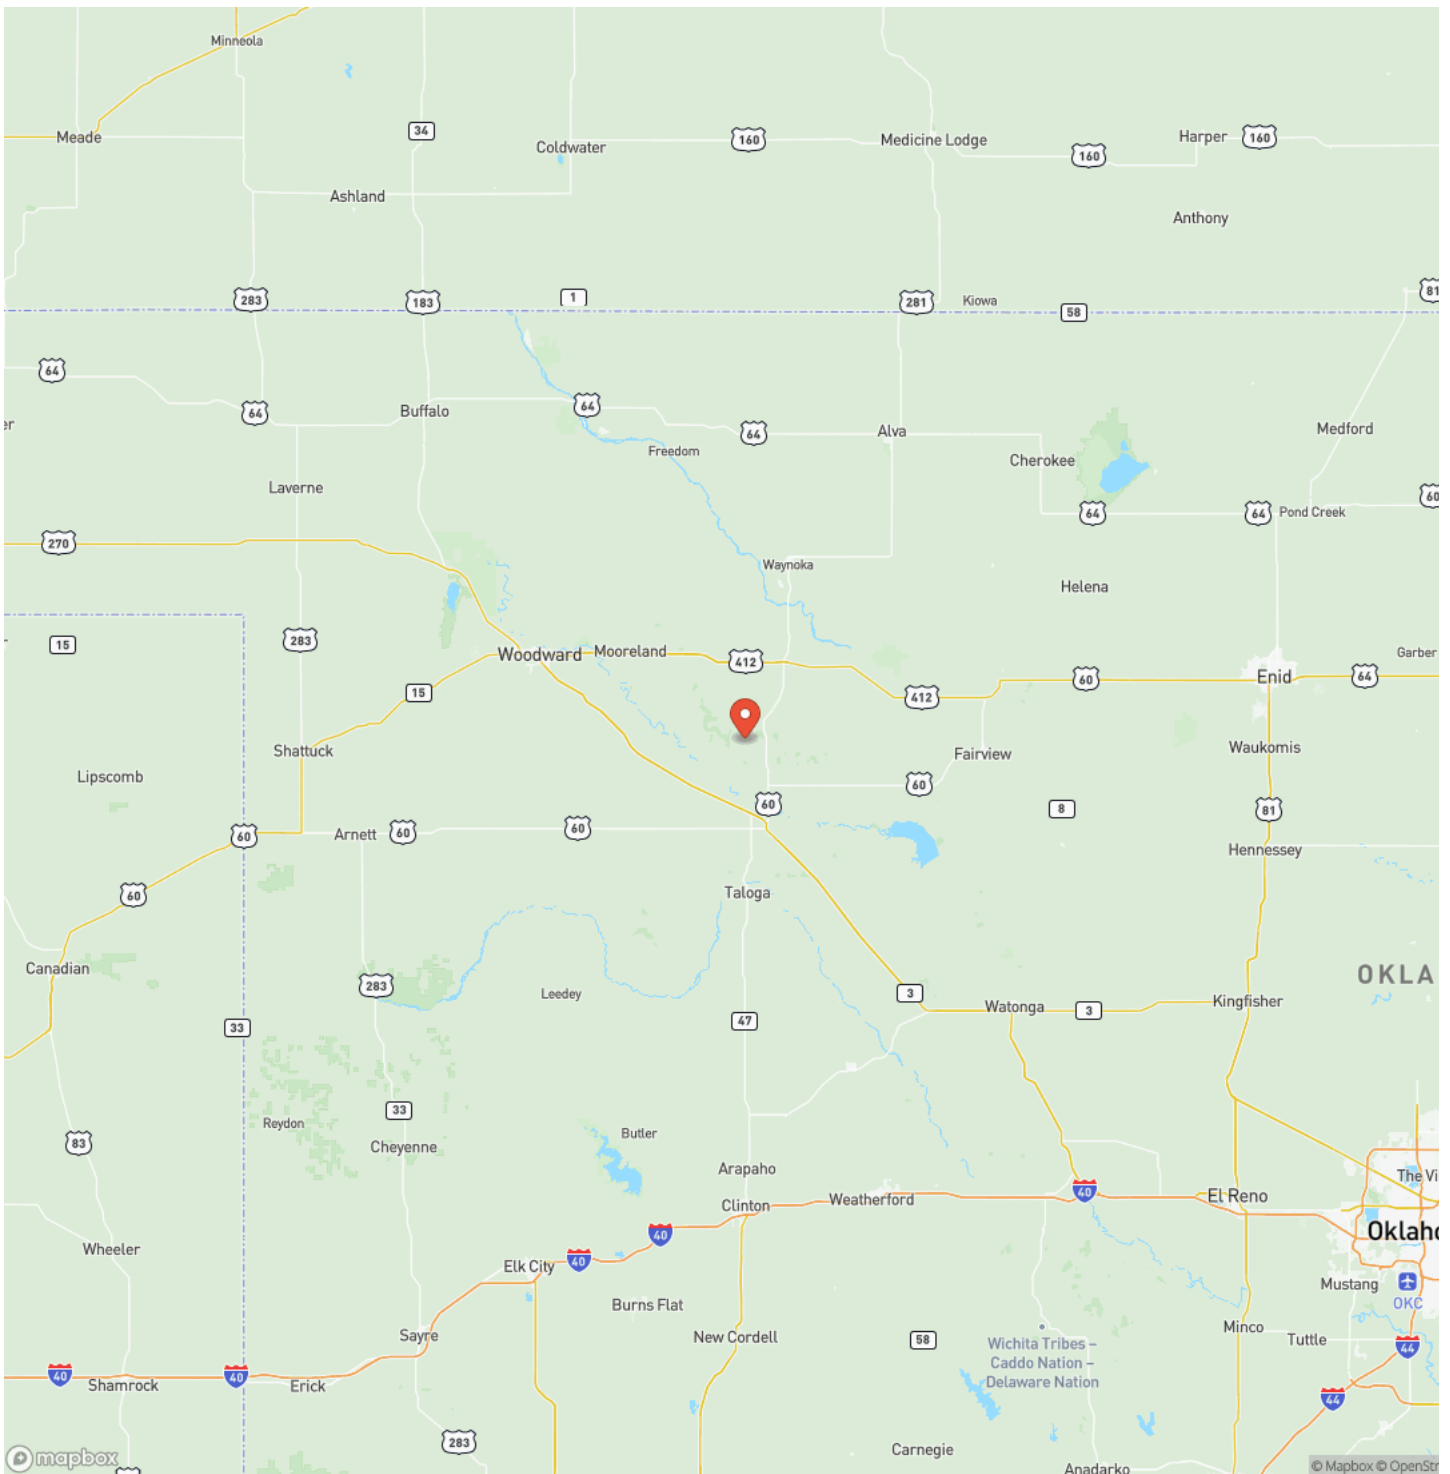 Minneola
Meade
34
Coldwater
160
Medicine Lodge
160
Harper
160
Ashland
Anthony
283
183
1
281
Kiowa
58
81
64
64
Buffalo
64
64
Freedom
Alva
Medford
Cherokee
Laverne
64
64
Pond Creek
60
270
Waynoka
Helena
15
283
Woodward
Mooreland
412
Garber
Enid
60
64
15
412
Shattuck
Fairview
Waukomis
Lipscomb
60
60
8
81
60
Arnett
60
60
Hennessey
60
Taloga
Canadian
283
Leedey
3
OKLA
33
47
Watonga
3
Kingfisher
33
Reydon
83
Cheyenne
Butler
Arapaho
The Vi
40
El Reno
Clinton
Weatherford
Oklaho
40
Wheeler
40
Elk City
Mustang
OKC
Burns Flat
Sayre
New Cordell
58
Minco
Tuttle
Wichita Tribes –
Caddo Nation –
Delaware Nation
44
40
40
Shamrock
Erick
44
283
Carnegie
Anadarko
mapbox
© Mapbox © OpenStr